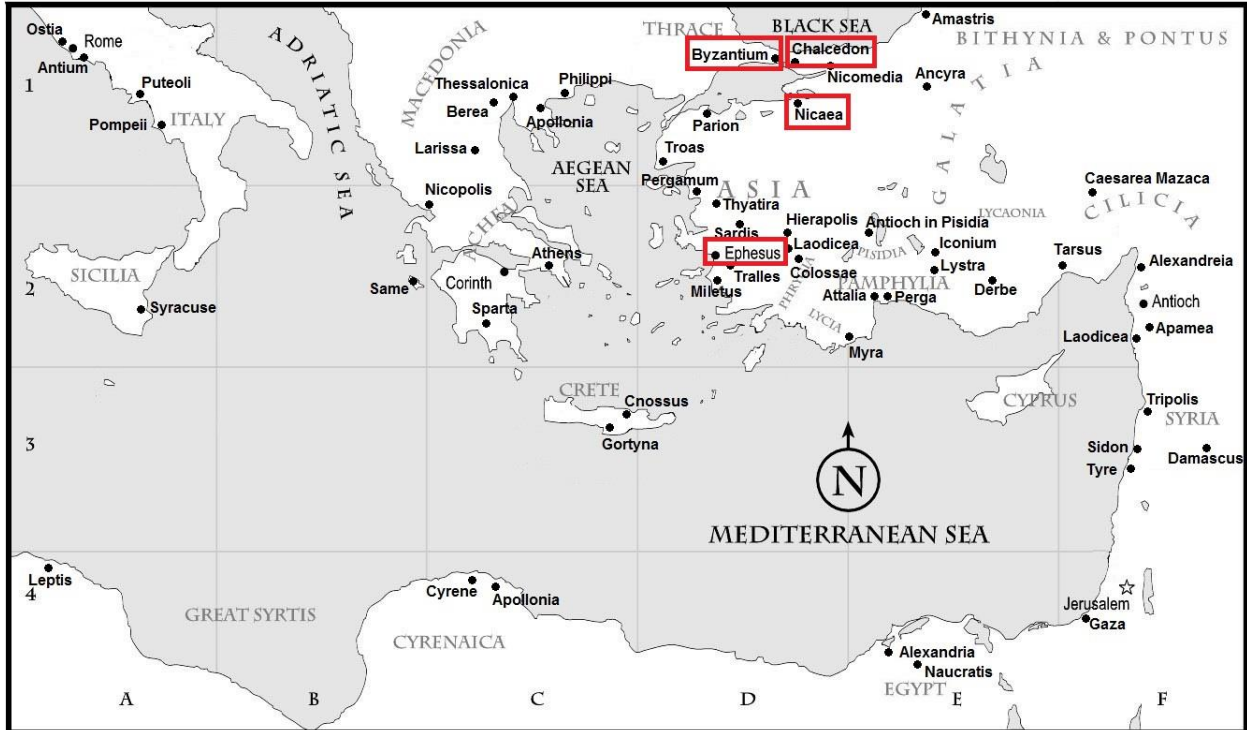 BLACK SEA
THRACE
Amastris
BITHYNIA & PONTUS
Ostia
Rome
Antium
ADRIATIC SEA
MACEDONIA
Byzantium
Chalcedon
Nicomedia
Ancyra
GALATIA
1
Puteoli
Pompeii
ITALY
Thessalonica
Philippi
Berea
Apollonia
Parion
Nicaea
Larissa
AEGEAN
SEA
Troas
Pergamum
ASIA
Thyatira
Caesarea Mazaca
CILICIA
Nicopolis
ACHEA
Sardis
Hierapolis
Antioch in Pisidia
LYCAONIA
Ephesus
Laodicea
PISIDIA
Iconium
Tarsus
SICILIA
Athens
Corinth
Tralles
Colossae
PHRYGIA
PAMPHYLIA
Lystra
Derbe
Alexandreia
2
Same
Miletus
Attalia
Perga
Antioch
Syracuse
Sparta
LYCIA
Myra
Apamea
Laodicea
CRETE
Cnossus
Gortyna
CYPRUS
Tripolis
SYRIA
3
Sidon
Damascus
Tyre
N
MEDITERRANEAN SEA
Leptis
4
GREAT SYRTIS
Cyrene
Apollonia
CYRENAICA
Jerusalem
Gaza
Alexandria
Naucratis
EGYPT
A
B
C
D
E
F